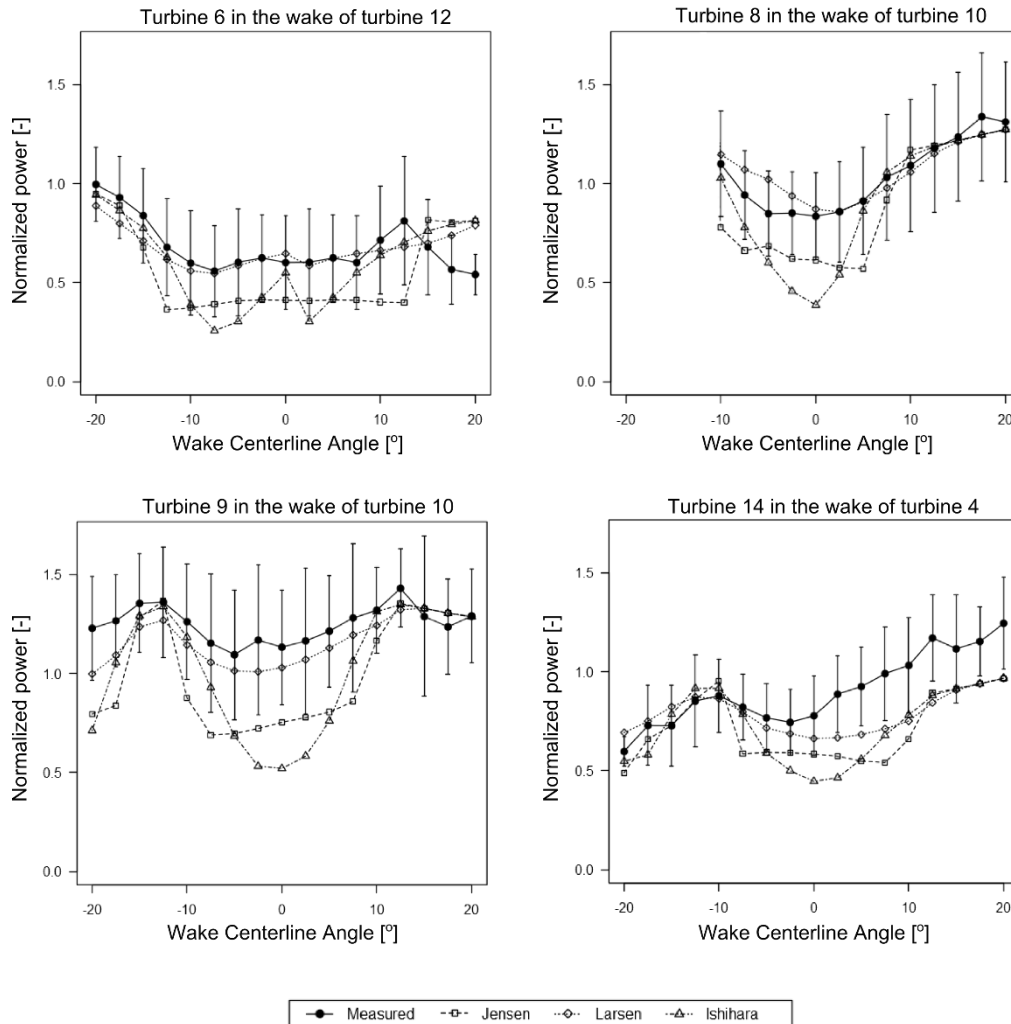 Turbine 6 in the wake of turbine 12
Normalized power [-]
1.5
1.0
0.5
0.0
-20 -10 0 10 20
Wake Centerline Angle [º]
Turbine 8 in the wake of turbine 10
Normalized power [-]
1.5
1.0
0.5
0.0
-20 -10 0 10 20
Wake Centerline Angle [º]
Turbine 9 in the wake of turbine 10
Normalized power [-]
1.5
1.0
0.5
0.0
-20 -10 0 10 20
Wake Centerline Angle [º]
Turbine 14 in the wake of turbine 4
Normalized power [-]
1.5
1.0
0.5
0.0
-20 -10 0 10 20
Wake Centerline Angle [º]
Measured Jensen Larsen Ishihara